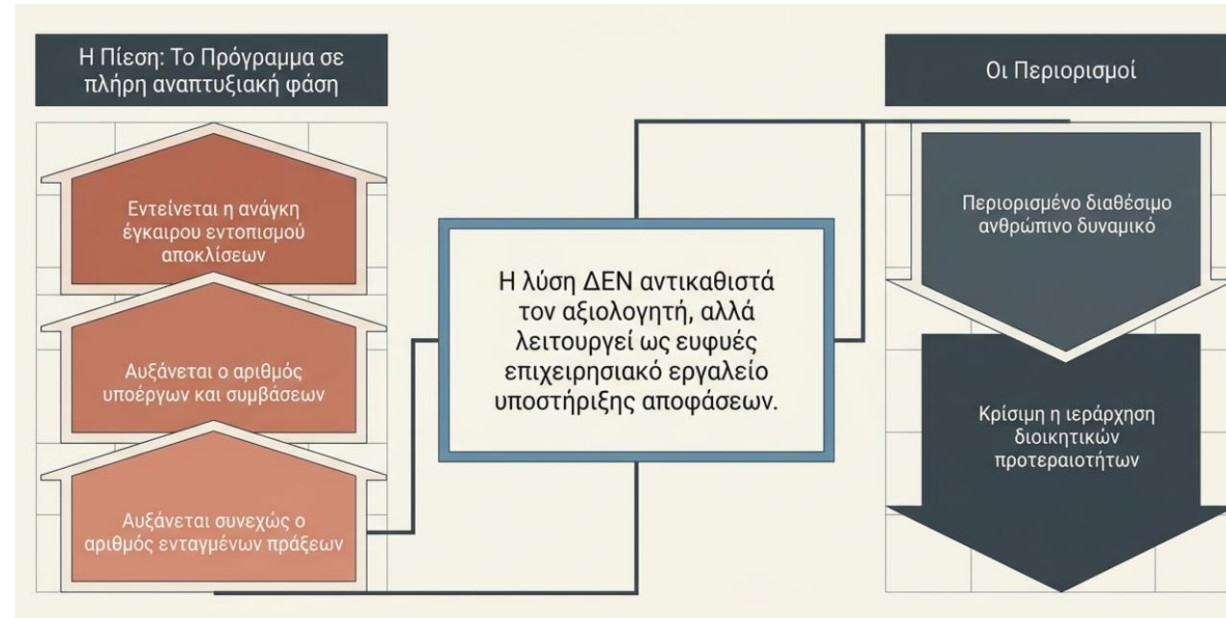 Η Πίεση: Το Πρόγραμμα σε
πλήρη αναπτυξιακή φάση
Εντείνεται η ανάγκη
έγκαιρου εντοπισμού
αποκλίσεων
Αυξάνεται ο αριθμός
υποέργων και συμβάσεων
Αυξάνεται συνεχώς ο
αριθμός ενταγμένων πράξεων
Η λύση ΔΕΝ αντικαθιστά
τον αξιολογητή, αλλά
λειτουργεί ως ευφυές
επιχειρησιακό εργαλείο
υποστήριξης αποφάσεων.
Οι Περιορισμοί
Περιορισμένο διαθέσιμο
ανθρώπινο δυναμικό
Κρίσιμη η ιεράρχηση
διοικητικών
προτεραιοτήτων